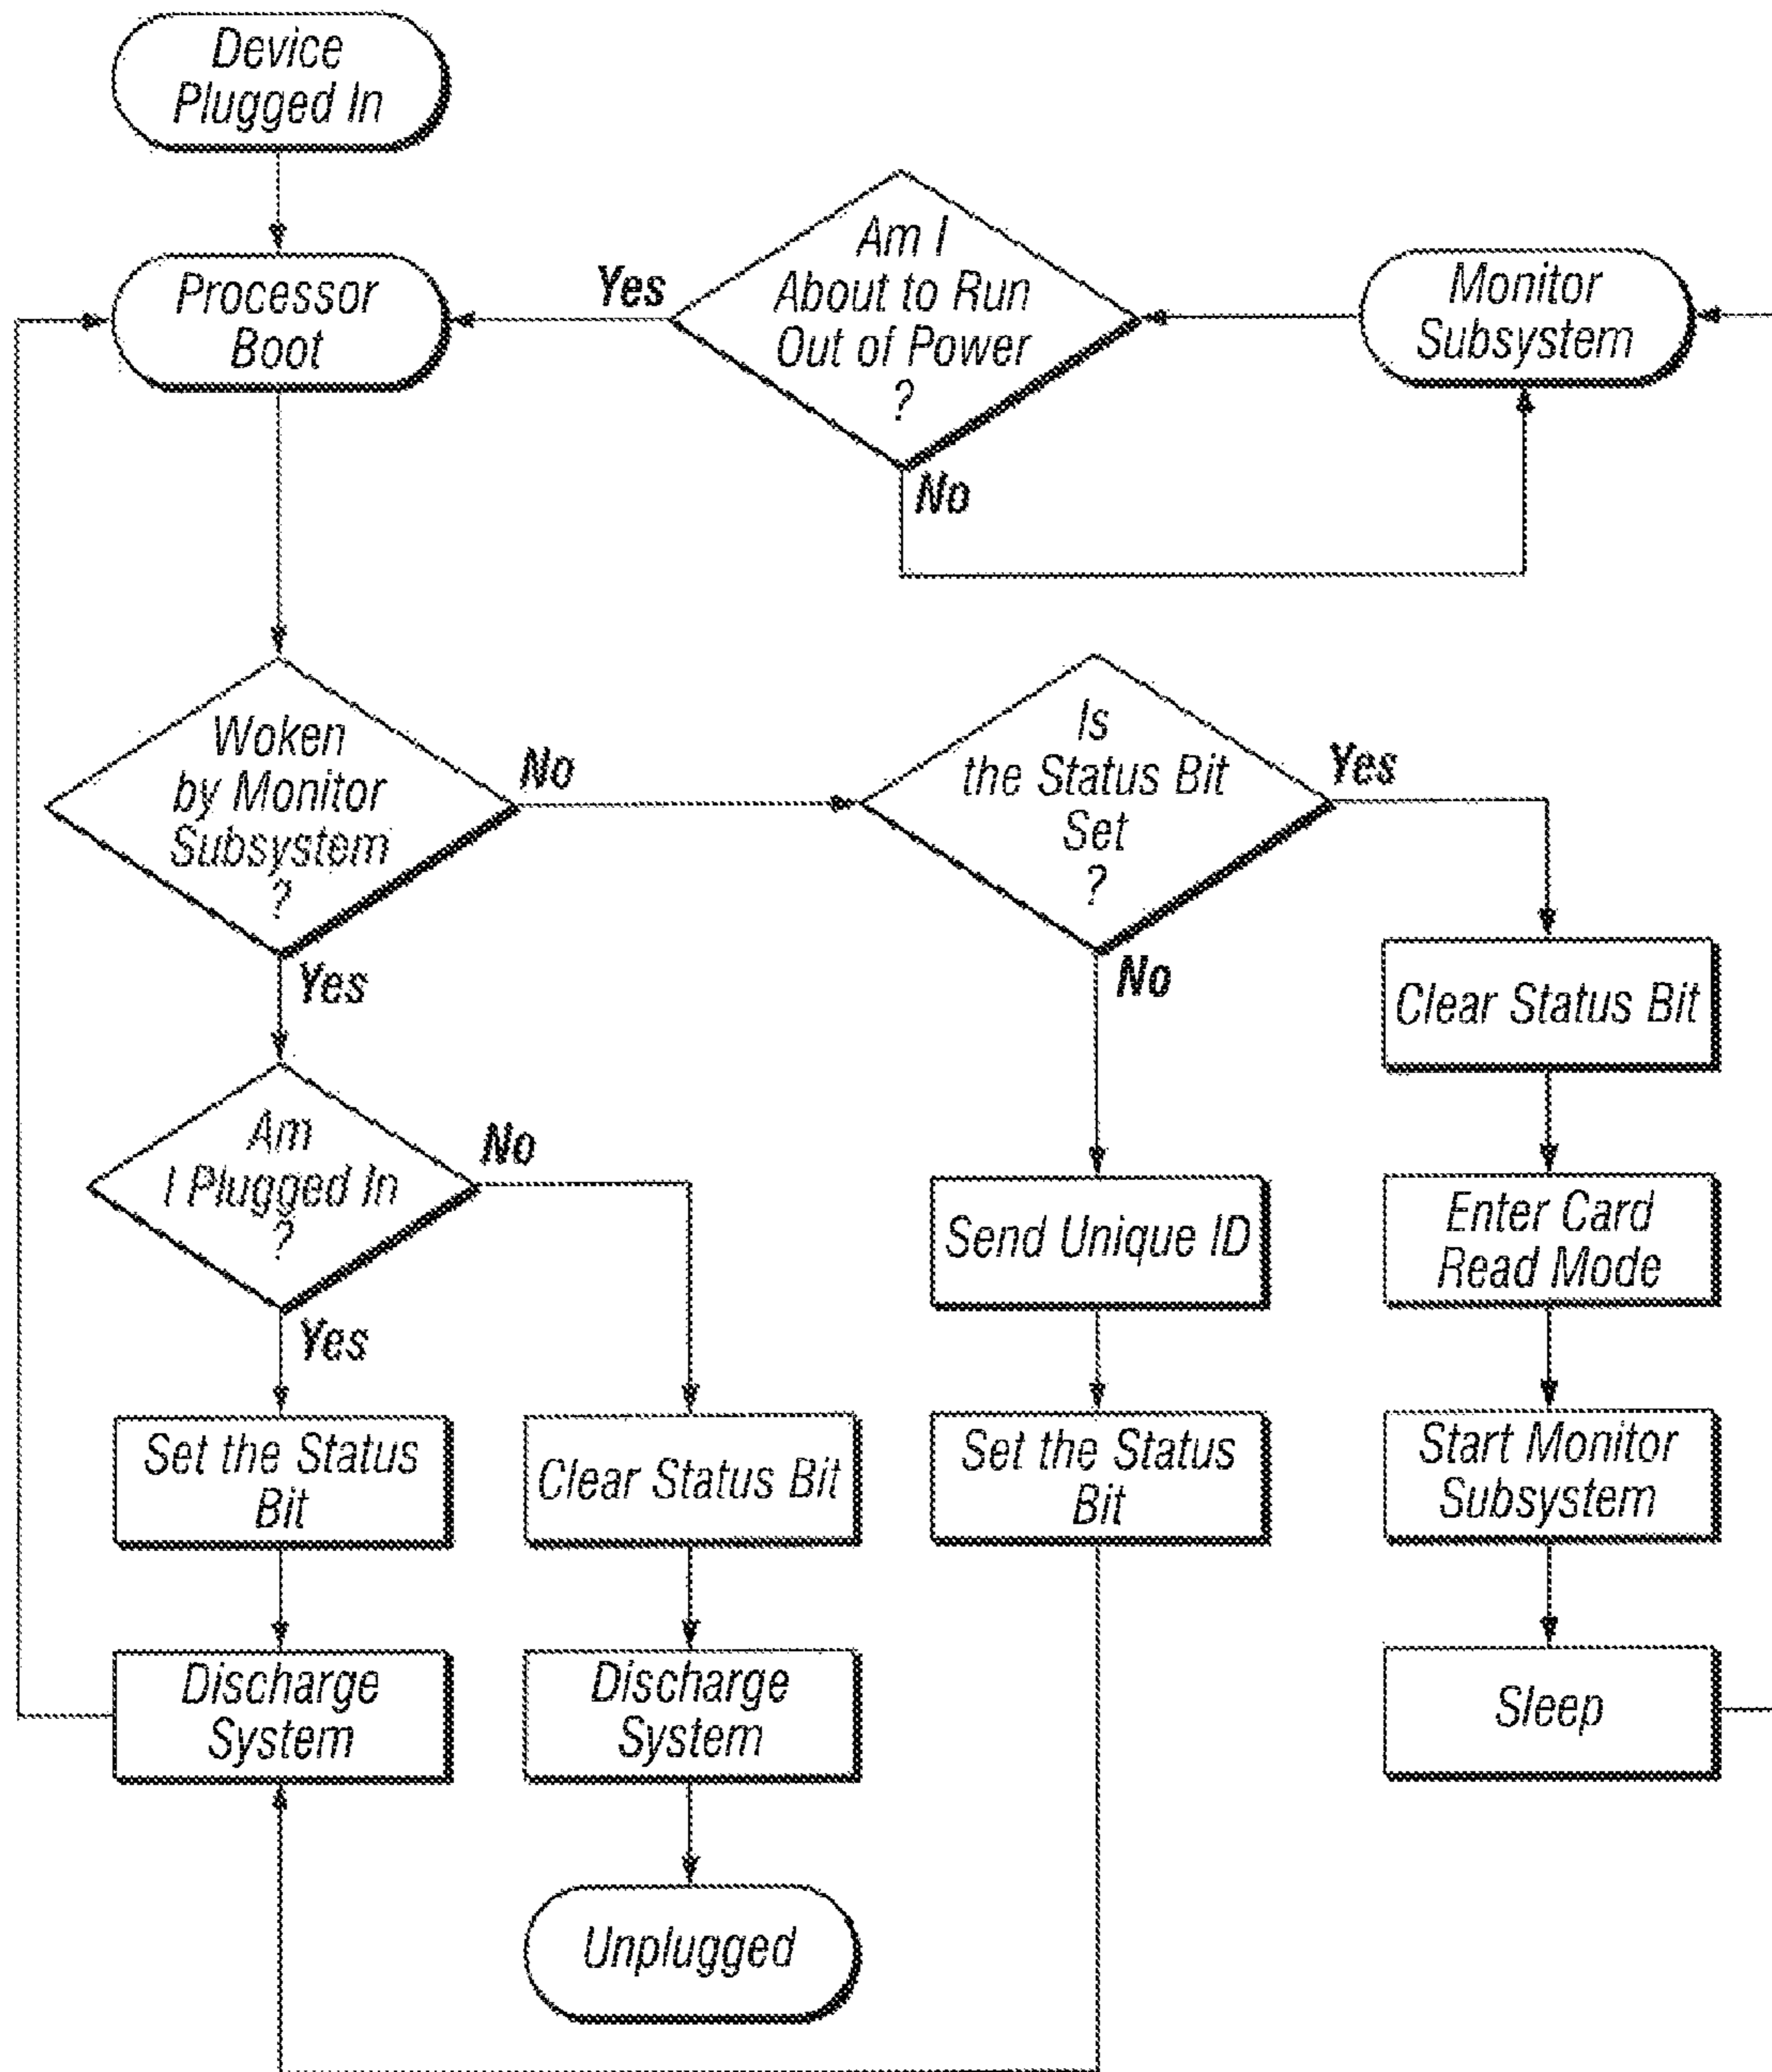 Device
Plugged In
Processor
Boot
Yes
Am I
About to Run
Out of Power
?
No
Monitor
Subsystem
Woken
by Monitor
Subsystem
?
No
Yes
Is
the Status Bit
Set
?
Yes
No
Clear Status Bit
Am
I Plugged In
?
No
Yes
Send Unique ID
Enter Card
Read Mode
Set the Status
Bit
Clear Status Bit
Set the Status
Bit
Start Monitor
Subsystem
Discharge
System
Discharge
System
Sleep
Unplugged